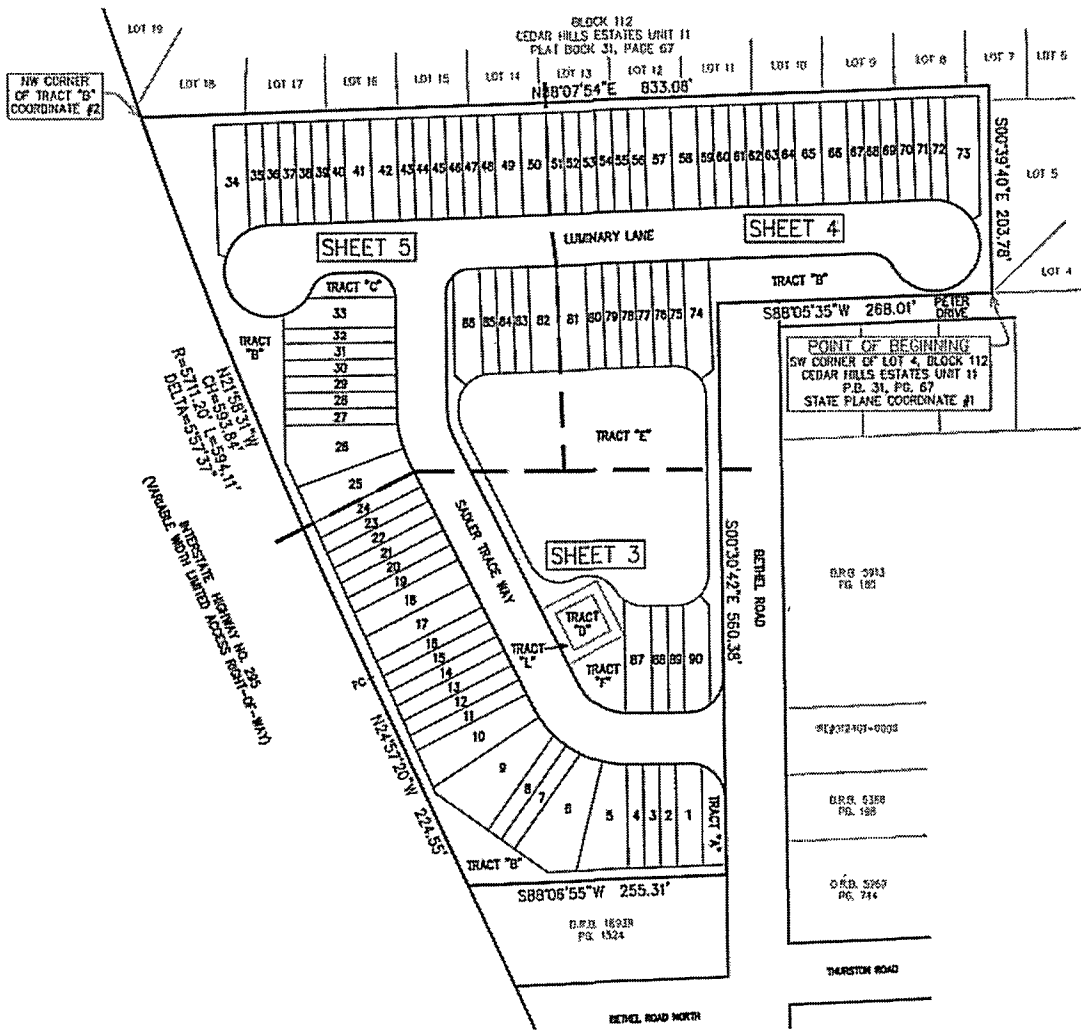 LOT 19
BLOCK 112
CEDAR HILLS ESTATES UNIT 11
PLAT BOOK 31, PAGE 67
LOT 18
LOT 17
LOT 16
LOT 15
LOT 14
LOT 13
LOT 12
LOT 11
LOT 10
LOT 9
LOT 8
LOT 7
LOT 6
NW CORNER
OF TRACT "B"
COORDINATE #2
N88°07'54"E 833.08'
34 35 36 37 38 39 40 41 42 43 44 45 46 47 48 49 50 51 52 53 54 55 56 57 58 59 60 61 62 63 64 65 66 67 68 69 70 71 72 73
S00°39'40"E 203.78'
LOT 5
LOT 4
SHEET 5
LUMINARY LANE
SHEET 4
TRACT "C"
TRACT "B"
S88°05'35"W 268.01'
PETER
DRIVE
33
32
31
30
29
28
27
26
25
24
23
22
21
20
19
18
17
16
15
14
13
12
11
10
9
8
7
6
5 4 3 2 1
86 85 84 83 82 81 80 79 78 77 76 75 74
TRACT
"B"
POINT OF BEGINNING
SW CORNER OF LOT 4, BLOCK 112
CEDAR HILLS ESTATES UNIT 11
P.B. 31, PG. 67
STATE PLANE COORDINATE #1
N21°58'31"W
CH=593.84'
R=5711.20' L=594.11'
DELTA=5°57'37"
TRACT "E"
INTERSTATE HIGHWAY NO. 295
(VARIABLE WIDTH LIMITED ACCESS RIGHT-OF-WAY)
SADLER TRACE WAY
SHEET 3
S00°30'42"E 560.38'
BETHEL ROAD
TRACT
"D"
TRACT
"L"
TRACT
"F"
87 88 89 90
PC
N24°57'20"W 224.55'
TRACT "A"
TRACT "B"
S88°06'55"W 255.31'
PG. 1524
PG. 185
O.R.B. 5388
PG. 198
O.R.B. 5260
PG. 744
THURSTON ROAD
BETHEL ROAD NORTH